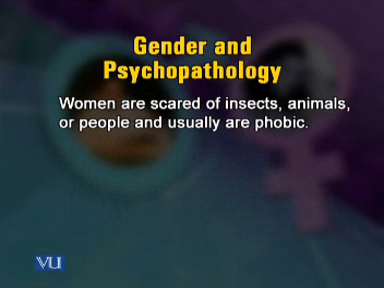 Gender and
Psychopathology
Women are scared of insects, animals,
or people and usually are phobic.
VU